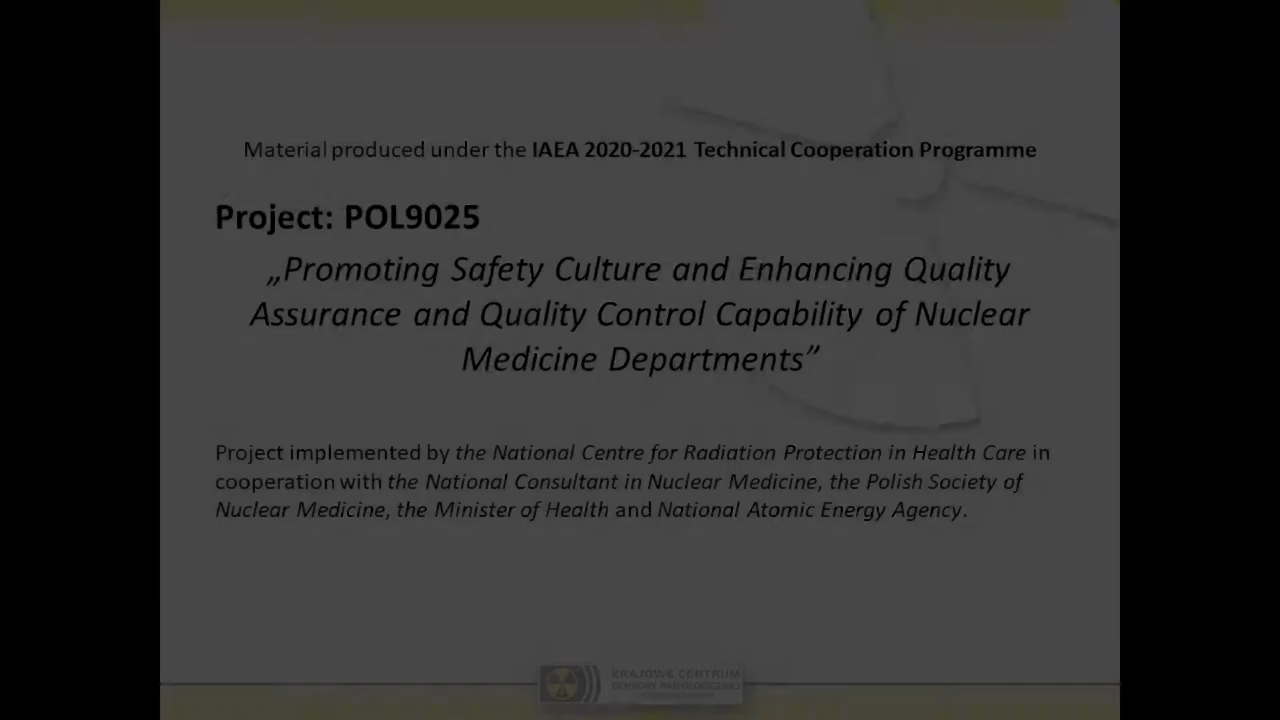 Material produced under the IAEA 2020-2021 Technical Cooperation Programme
Project: POL9025
„Promoting Safety Culture and Enhancing Quality
Assurance and Quality Control Capability of Nuclear
Medicine Departments”
Project implemented by the National Centre for Radiation Protection in Health Care in
cooperation with the National Consultant in Nuclear Medicine, the Polish Society of
Nuclear Medicine, the Minister of Health and National Atomic Energy Agency.
KRAJOWE CENTRUM
OCHRONY RADIOLOGICZNEJ